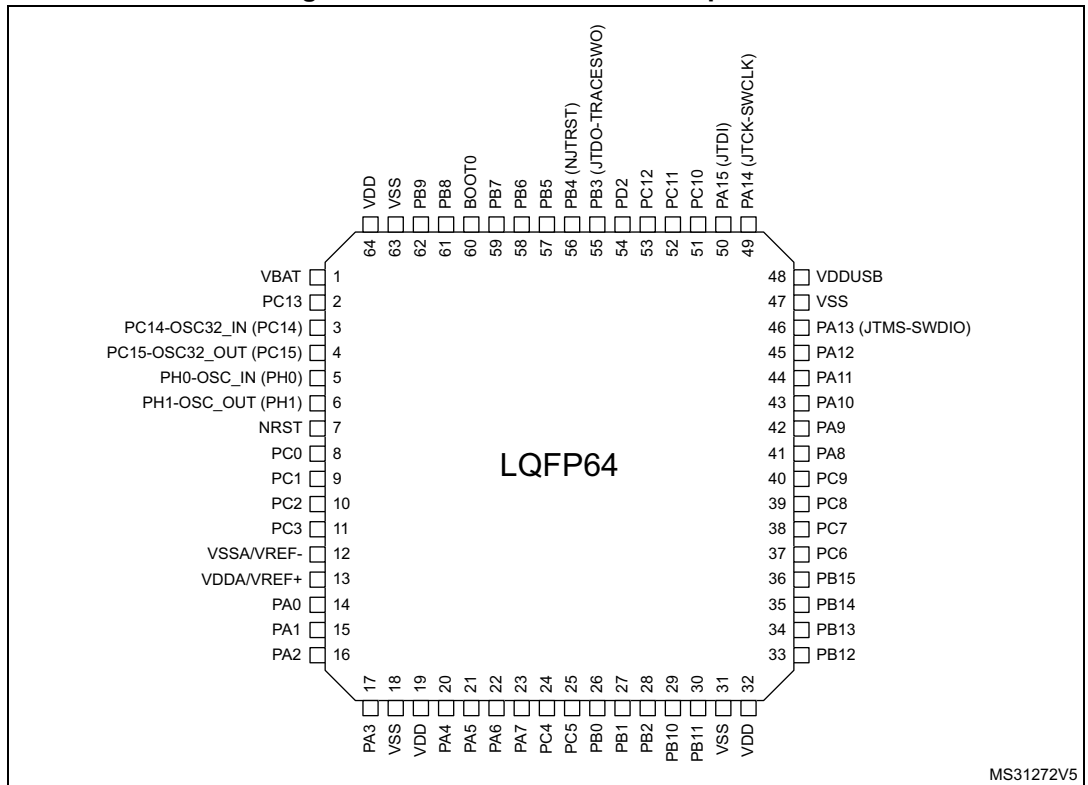 VDD
VSS
PB9
PB8
BOOT0
PB7
PB6
PB5
PB4 (NJTRST)
PB3 (JTDO-TRACESWO)
PD2
PC12
PC11
PC10
PA15 (JTDI)
PA14 (JTCK-SWCLK)
64
63
62
61
60
59
58
57
56
55
54
53
52
51
50
49
VBAT 1
PC13 2
PC14-OSC32_IN (PC14) 3
PC15-OSC32_OUT (PC15) 4
PH0-OSC_IN (PH0) 5
PH1-OSC_OUT (PH1) 6
NRST 7
PC0 8
PC1 9
PC2 10
PC3 11
VSSA/VREF- 12
VDDA/VREF+ 13
PA0 14
PA1 15
PA2 16
LQFP64
48 VDDUSB
47 VSS
46 PA13 (JTMS-SWDIO)
45 PA12
44 PA11
43 PA10
42 PA9
41 PA8
40 PC9
39 PC8
38 PC7
37 PC6
36 PB15
35 PB14
34 PB13
33 PB12
17
18
19
20
21
22
23
24
25
26
27
28
29
30
31
32
PA3
VSS
VDD
PA4
PA5
PA6
PA7
PC4
PC5
PB0
PB1
PB2
PB10
PB11
VSS
VDD
MS31272V5